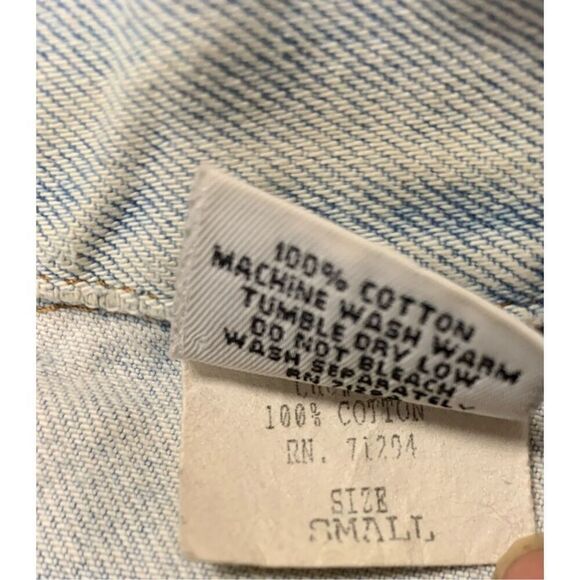 100% COTTON
MACHINE WASH WARM
TUMBLE DRY LOW
DO NOT BLEACH
WASH SEPARATELY
RN
100% COTTON
RN. 71294
SIZE
SMALL